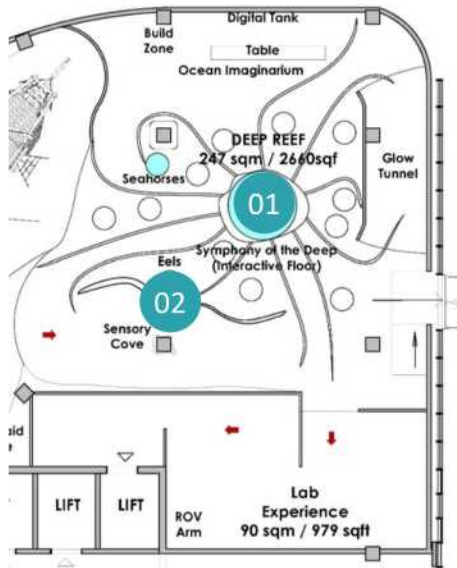 Digital Tank
Build
Zone
Table
Ocean Imaginarium
DEEP REEF
247 sqm / 2660sqf
Glow
Tunnel
Seahorses
01
Symphony of the Deep
(Interactive Floor)
Eels
02
Sensory
Cove
aid
LIFT
LIFT
ROV
Arm
Lab
Experience
90 sqm / 979 sqft